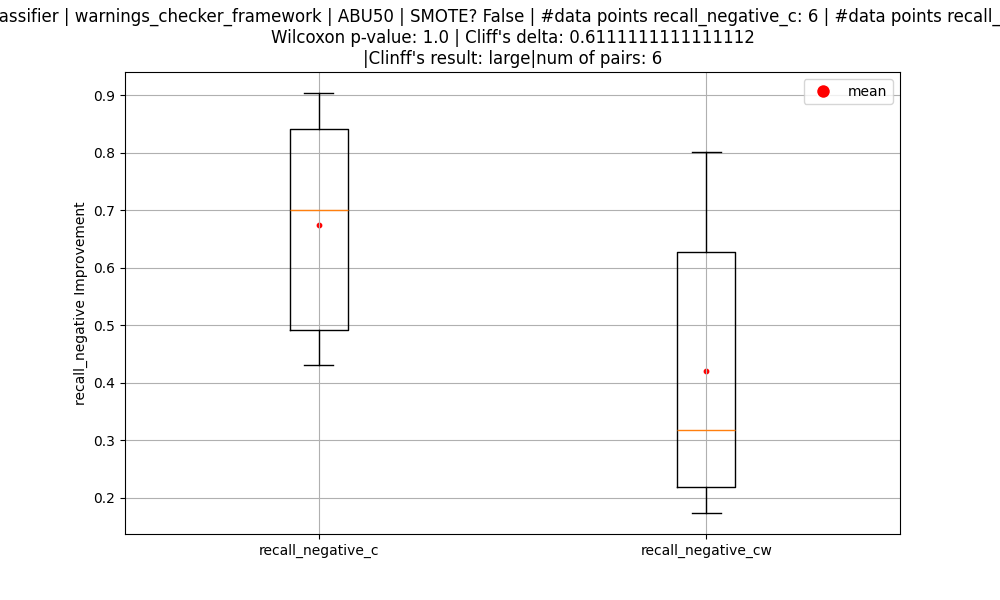 assifier | warnings_checker_framework | ABU50 | SMOTE? False | #data points recall_negative_c: 6 | #data points recall_
Wilcoxon p-value: 1.0 | Cliff's delta: 0.6111111111111112
|Clinff's result: large|num of pairs: 6
mean
0.9
0.8
0.7
0.6
0.5
0.4
0.3
0.2
recall_negative Improvement
recall_negative_c
recall_negative_cw